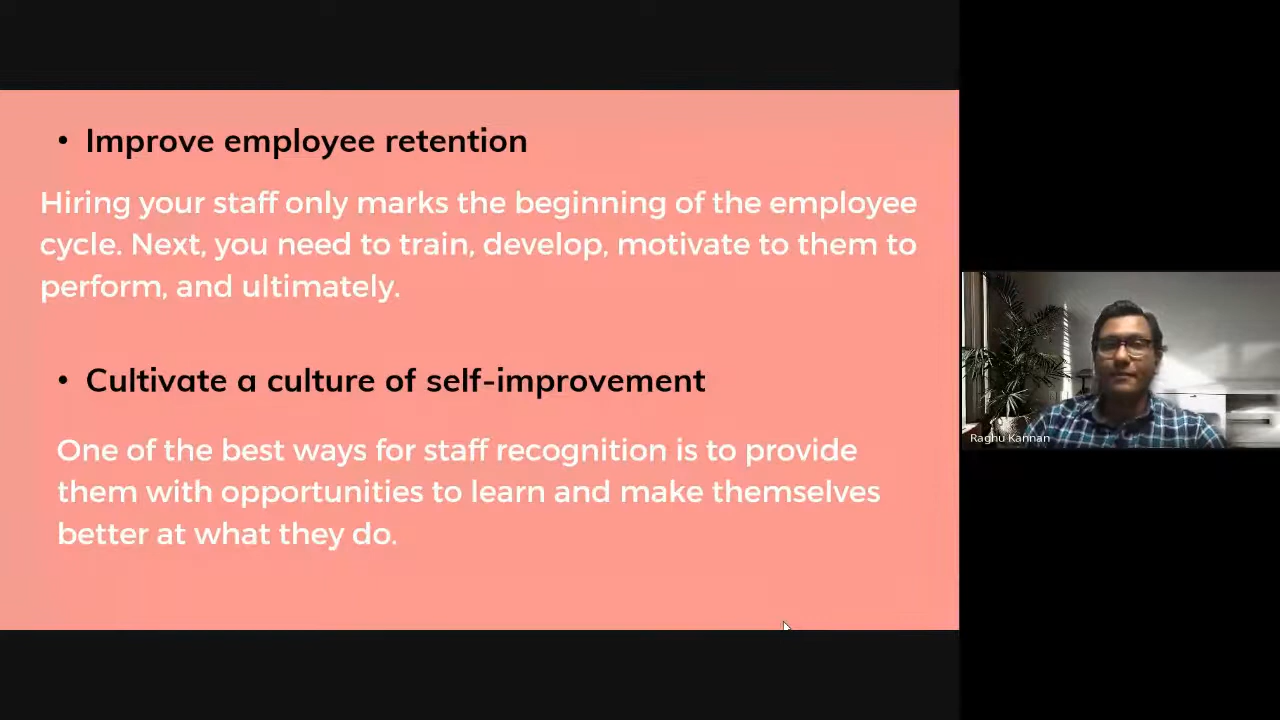 • Improve employee retention
Hiring your staff only marks the beginning of the employee
cycle. Next, you need to train, develop, motivate to them to
perform, and ultimately.
• Cultivate a culture of self-improvement
One of the best ways for staff recognition is to provide
them with opportunities to learn and make themselves
better at what they do.
Raghu Kannan